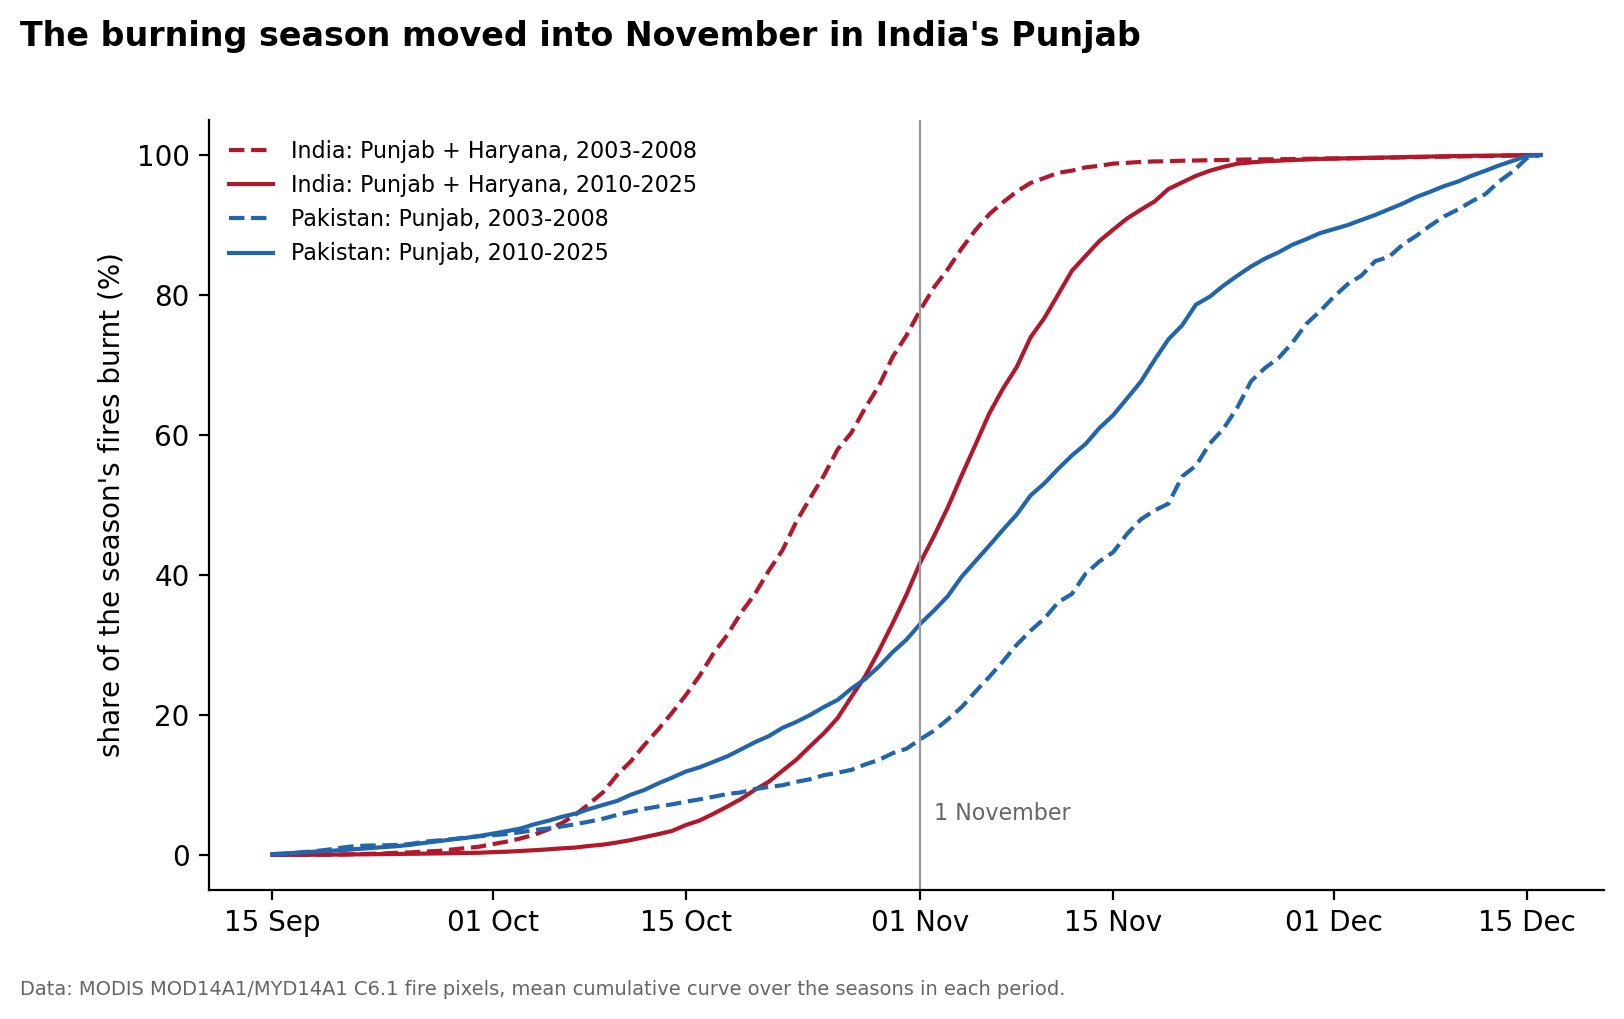 The burning season moved into November in India's Punjab
India: Punjab + Haryana, 2003-2008
India: Punjab + Haryana, 2010-2025
Pakistan: Punjab, 2003-2008
Pakistan: Punjab, 2010-2025
share of the season's fires burnt (%)
100
80
60
40
20
0
1 November
15 Sep
01 Oct
15 Oct
01 Nov
15 Nov
01 Dec
15 Dec
Data: MODIS MOD14A1/MYD14A1 C6.1 fire pixels, mean cumulative curve over the seasons in each period.